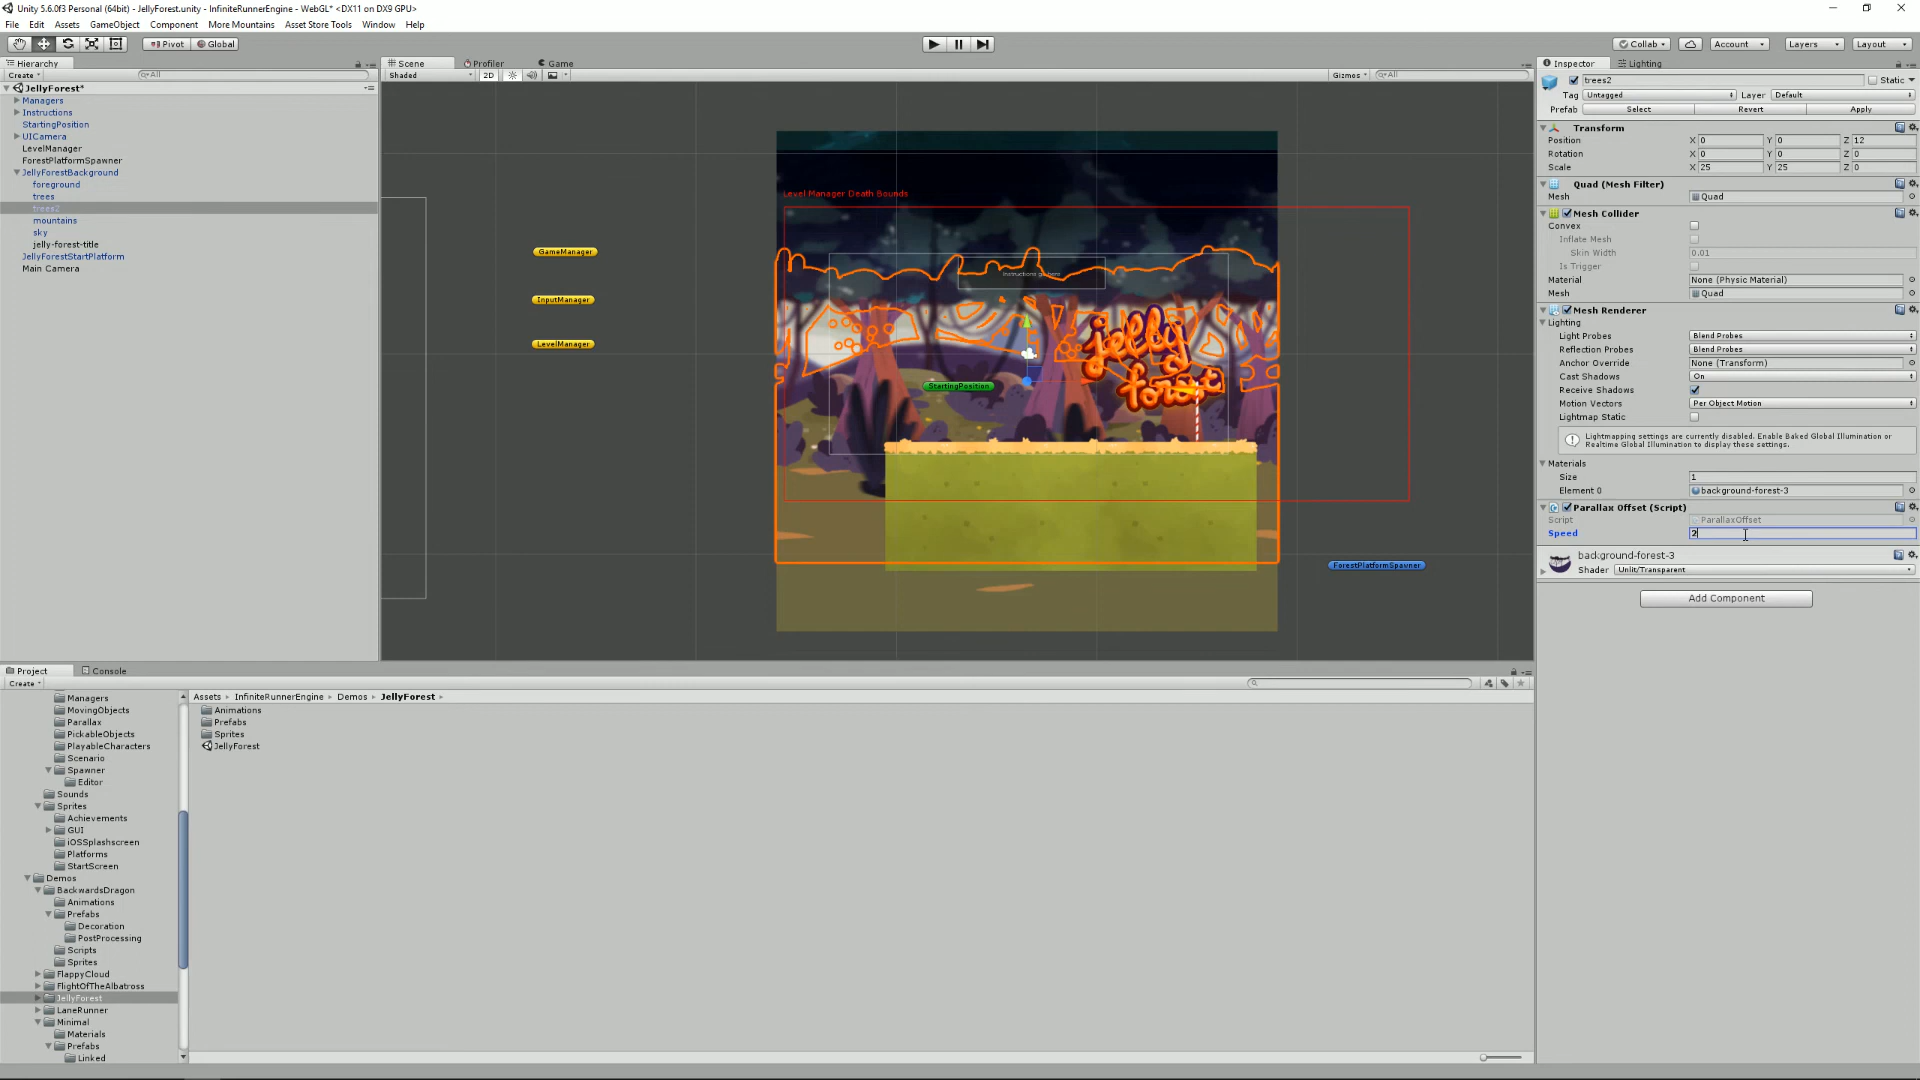 Unity 5.6.0f3 Personal (64bit) - JellyForest.unity - InfiniteRunnerEngine - WebGL* <DX11 on DX9 GPU>
File Edit Assets GameObject Component More Mountains Asset Store Tools Window Help
Pivot Global Collab Account Layers Layout
Hierarchy Scene Profiler Game Inspector Lighting
Create All Shaded 2D Gizmos All
JellyForest*
Managers
Instructions
StartingPosition
UICamera
LevelManager
ForestPlatformSpawner
JellyForestBackground
foreground
trees
trees2
mountains
sky
jelly-forest-title
JellyForestStartPlatform
Main Camera
Level Manager Death Bounds
GameManager
Instructions go here
InputManager
LevelManager
jelly
forest
StartingPosition
ForestPlatformSpawner
trees2 Static
Tag Untagged Layer Default
Prefab Select Revert Apply
Transform
Position X 0 Y 0 Z 12
Rotation X 0 Y 0 Z 0
Scale X 25 Y 25 Z 0
Quad (Mesh Filter)
Mesh Quad
Mesh Collider
Convex
Inflate Mesh
Skin Width 0.01
Is Trigger
Material None (Physic Material)
Mesh Quad
Mesh Renderer
Lighting
Light Probes Blend Probes
Reflection Probes Blend Probes
Anchor Override None (Transform)
Cast Shadows On
Receive Shadows
Motion Vectors Per Object Motion
Lightmap Static
Lightmapping settings are currently disabled. Enable Baked Global Illumination or
Realtime Global Illumination to display these settings.
Materials
Size 1
Element 0 background-forest-3
Parallax Offset (Script)
Script ParallaxOffset
Speed 2
background-forest-3
Shader Unlit/Transparent
Add Component
Project Console
Create
Managers
MovingObjects
Parallax
PickableObjects
PlayableCharacters
Scenario
Spawner
Editor
Sounds
Sprites
Achievements
GUI
iOSSplashscreen
Platforms
StartScreen
Demos
BackwardsDragon
Animations
Prefabs
Decoration
PostProcessing
Scripts
Sprites
FlappyCloud
FlightOfTheAlbatross
JellyForest
LaneRunner
Minimal
Materials
Prefabs
Linked
Assets InfiniteRunnerEngine Demos JellyForest
Animations
Prefabs
Sprites
JellyForest